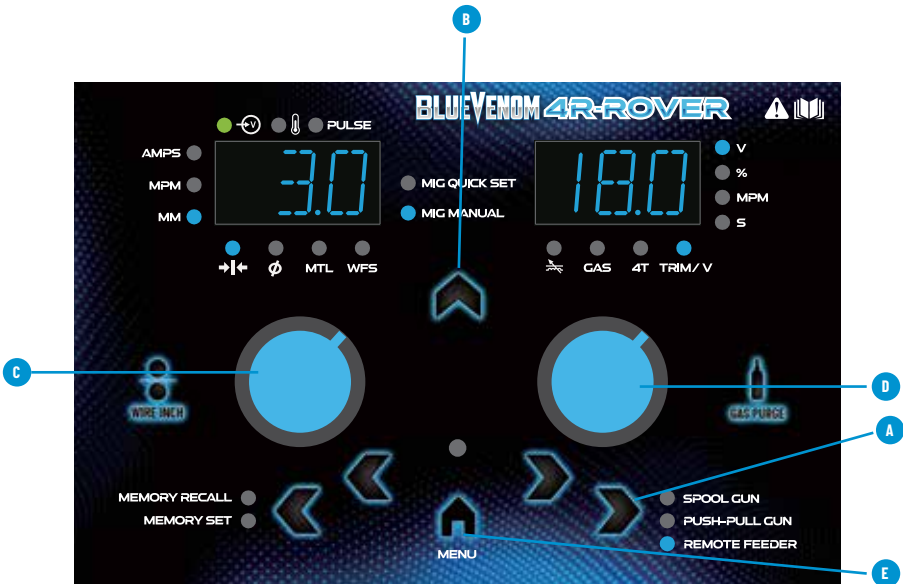 B
BLUEVENOM 4R-ROVER
V PULSE
AMPS
MPM
MM
3.0
MIG QUICK SET
MIG MANUAL
18.0
V
%
MPM
S
Ø MTL WFS
GAS 4T TRIM/V
C
WIRE INCH
D
GAS PURGE
A
MEMORY RECALL
MEMORY SET
MENU
SPOOL GUN
PUSH-PULL GUN
REMOTE FEEDER
E